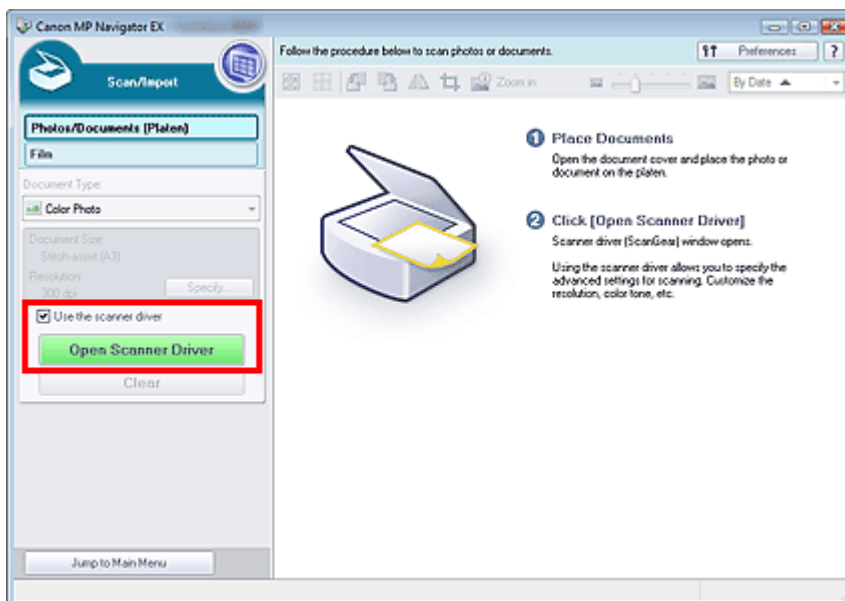 Canon MP Navigator EX
Scan/Import
Photos/Documents (Platen)
Film
Document Type:
Color Photo
Document Size:
Stitch-assist (A3)
Resolution:
300 dpi
Specify...
Use the scanner driver
Open Scanner Driver
Clear
Jump to Main Menu
Follow the procedure below to scan photos or documents.
Preferences
?
Zoom in
By Date
1 Place Documents
Open the document cover and place the photo or
document on the platen.
2 Click [Open Scanner Driver]
Scanner driver (ScanGear) window opens.
Using the scanner driver allows you to specify the
advanced settings for scanning. Customize the
resolution, color tone, etc.